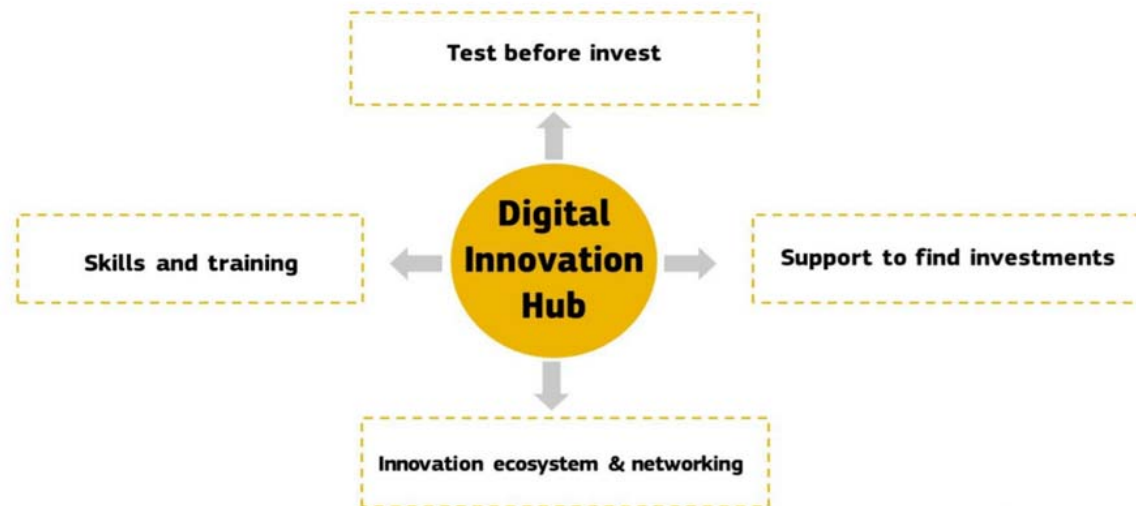 Test before invest
Digital
Innovation
Hub
Skills and training
Support to find investments
Innovation ecosystem & networking